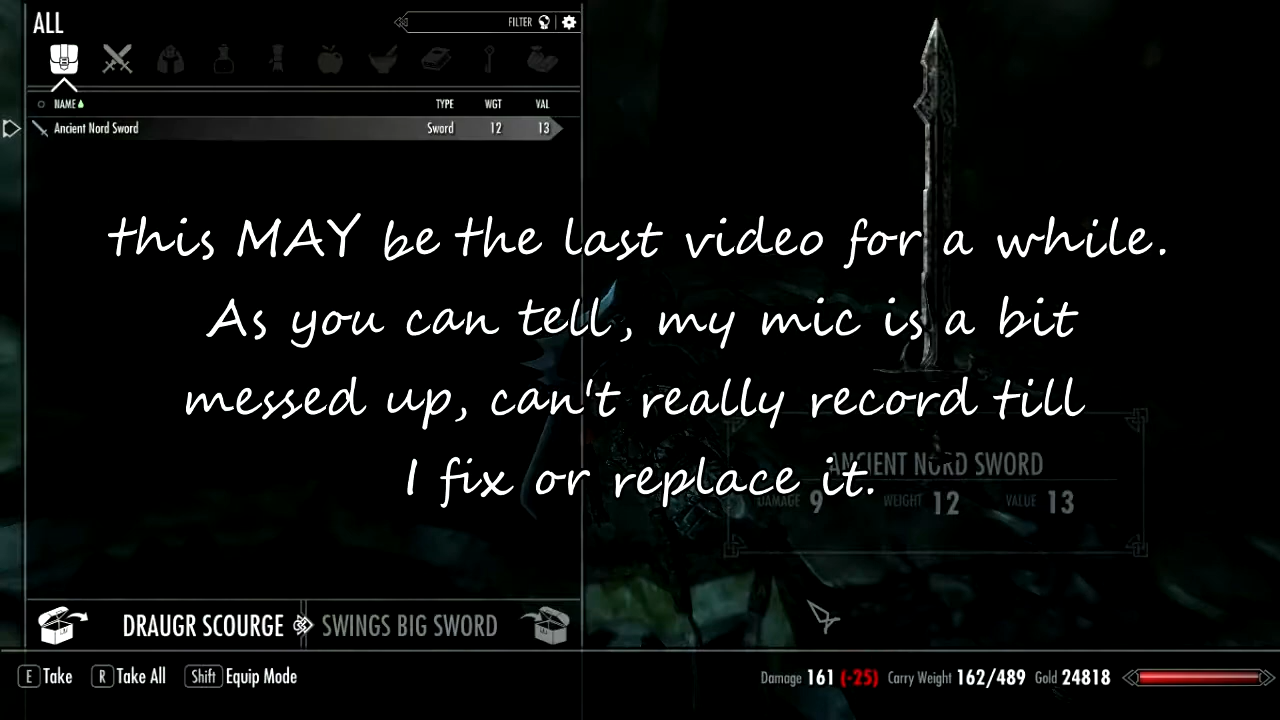 ALL
FILTER
NAME TYPE WGT VAL
Ancient Nord Sword Sword 12 13
this MAY be the last video for a while.
As you can tell, my mic is a bit
messed up, can't really record till
I fix or replace it.
ANCIENT NORD SWORD
DAMAGE 9 WEIGHT 12 VALUE 13
DRAUGR SCOURGE SWINGS BIG SWORD
E Take R Take All Shift Equip Mode Damage 161 (-25) Carry Weight 162/489 Gold 24818